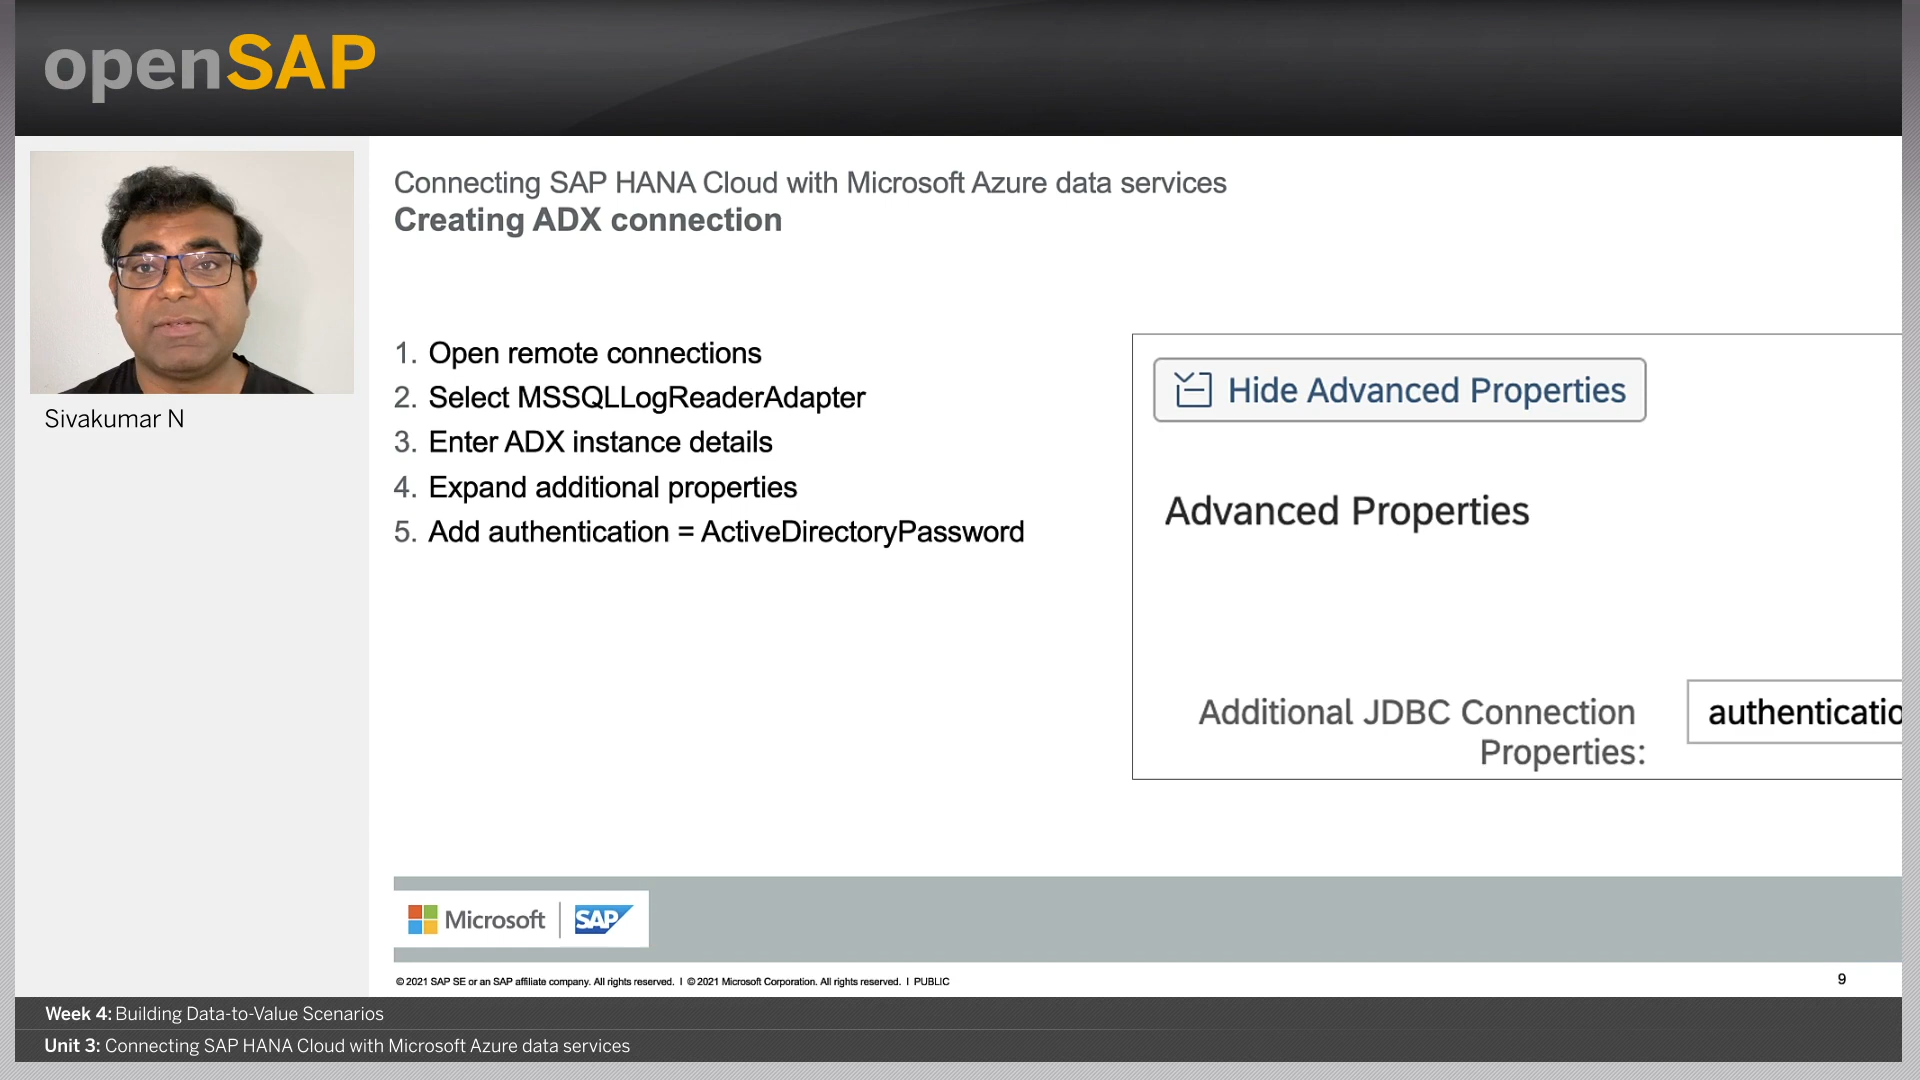 openSAP
Connecting SAP HANA Cloud with Microsoft Azure data services
Creating ADX connection
Sivakumar N
1. Open remote connections
2. Select MSSQLLogReaderAdapter
3. Enter ADX instance details
4. Expand additional properties
5. Add authentication = ActiveDirectoryPassword
Hide Advanced Properties
Advanced Properties
Additional JDBC Connection
Properties:
authenticatio
Microsoft | SAP
© 2021 SAP SE or an SAP affiliate company. All rights reserved. I © 2021 Microsoft Corporation. All rights reserved. I PUBLIC
9
Week 4: Building Data-to-Value Scenarios
Unit 3: Connecting SAP HANA Cloud with Microsoft Azure data services